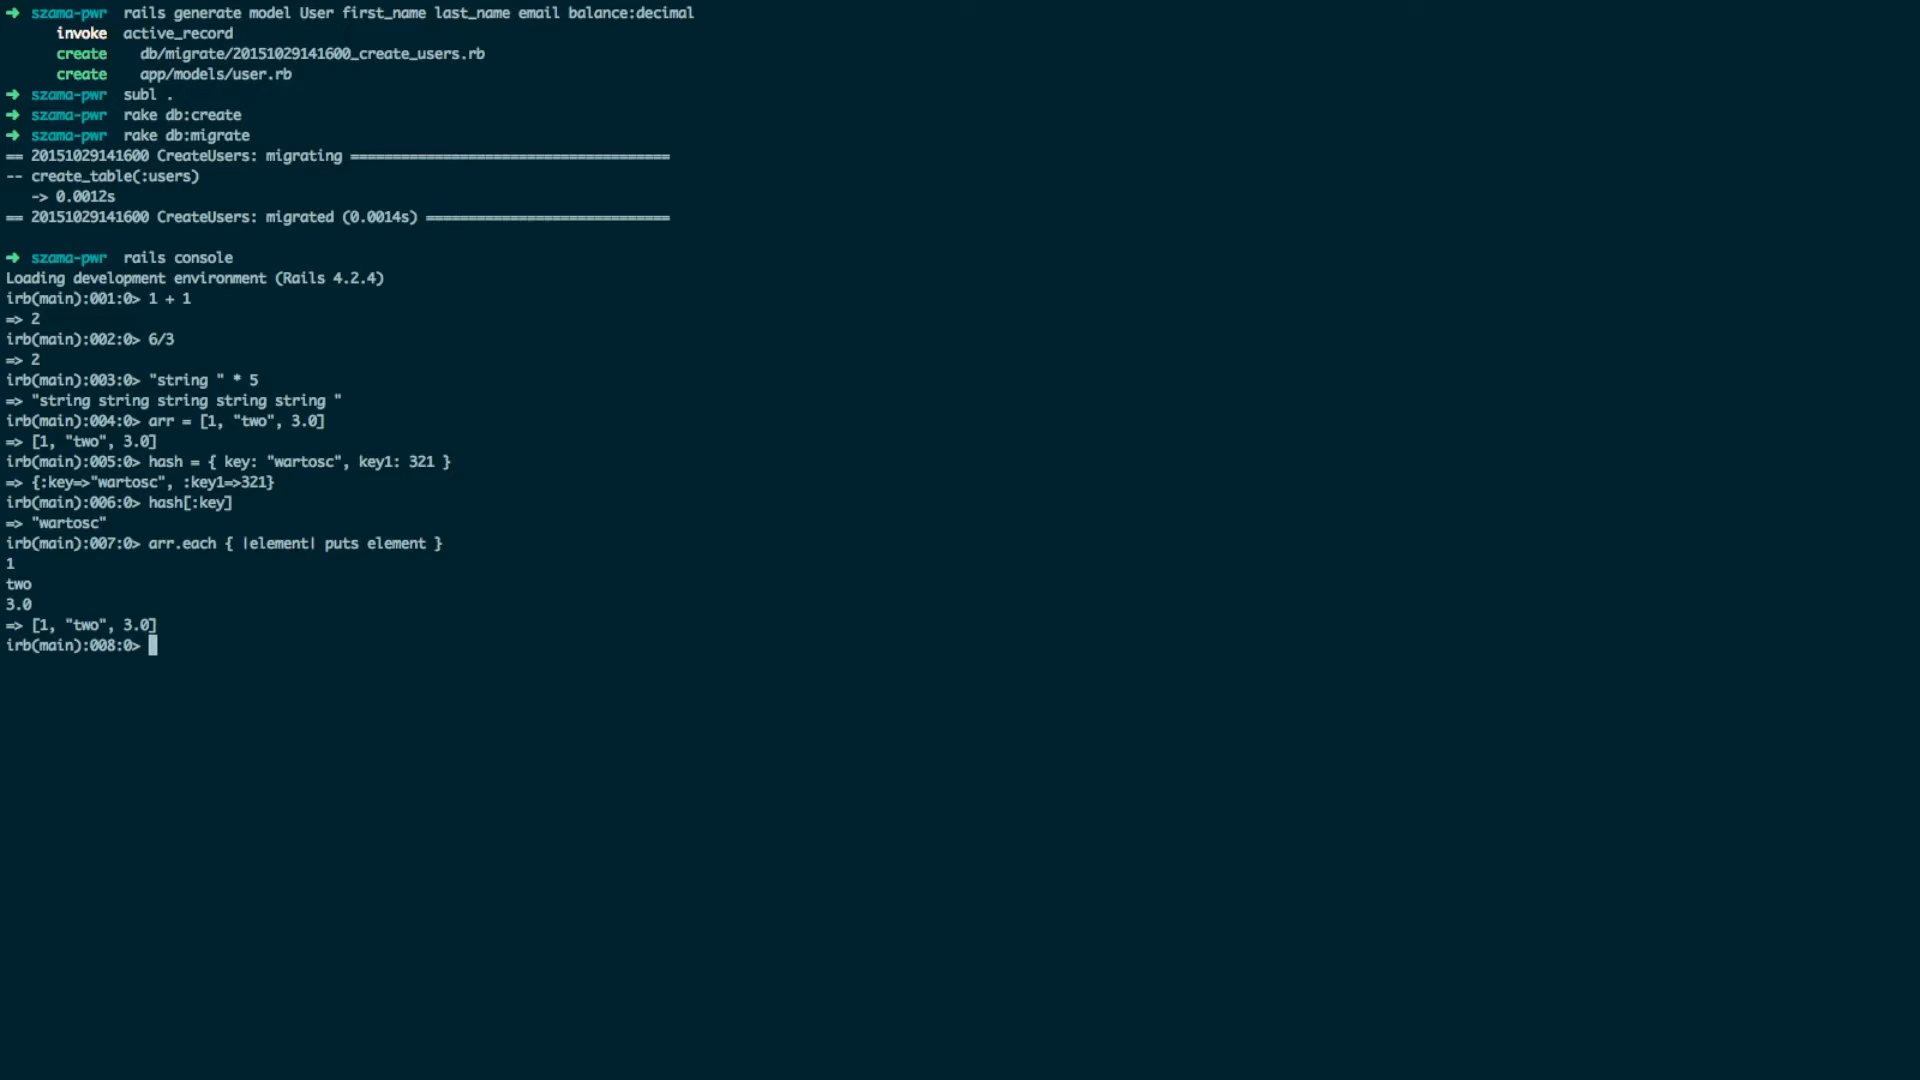 ➜  szama-pwr  rails generate model User first_name last_name email balance:decimal
      invoke  active_record
      create    db/migrate/20151029141600_create_users.rb
      create    app/models/user.rb
➜  szama-pwr  subl .
➜  szama-pwr  rake db:create
➜  szama-pwr  rake db:migrate
== 20151029141600 CreateUsers: migrating ======================================
-- create_table(:users)
   -> 0.0012s
== 20151029141600 CreateUsers: migrated (0.0014s) =============================
➜  szama-pwr  rails console
Loading development environment (Rails 4.2.4)
irb(main):001:0> 1 + 1
=> 2
irb(main):002:0> 6/3
=> 2
irb(main):003:0> "string " * 5
=> "string string string string string "
irb(main):004:0> arr = [1, "two", 3.0]
=> [1, "two", 3.0]
irb(main):005:0> hash = { key: "wartosc", key1: 321 }
=> {:key=>"wartosc", :key1=>321}
irb(main):006:0> hash[:key]
=> "wartosc"
irb(main):007:0> arr.each { |element| puts element }
1
two
3.0
=> [1, "two", 3.0]
irb(main):008:0>